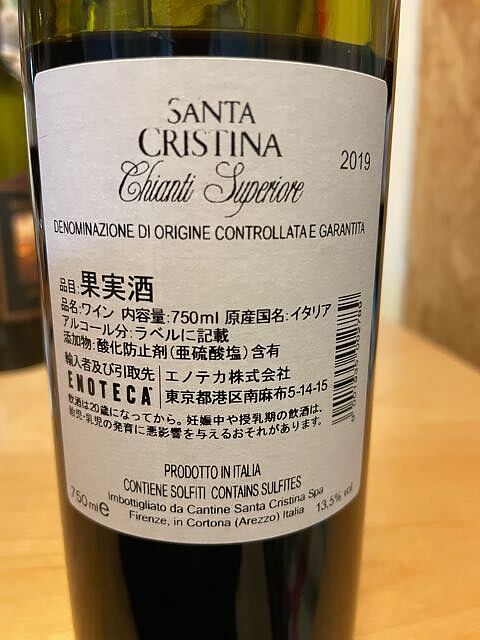 SANTA
CRISTINA
2019
Chianti Superiore
DENOMINAZIONE DI ORIGINE CONTROLLATA E GARANTITA
品目:果実酒
品名:ワイン 内容量:750ml 原産国名:イタリア
アルコール分:ラベルに記載
添加物:酸化防止剤(亜硫酸塩)含有
輸入者及び引取先
ENOTECA
エノテカ株式会社
東京都港区南麻布5-14-15
飲酒は20歳になってから。妊娠中や授乳期の飲酒は、
胎児・乳児の発育に悪影響を与えるおそれがあります。
PRODOTTO IN ITALIA
CONTIENE SOLFITI CONTAINS SULFITES
750 ml e
Imbottigliato da Cantine Santa Cristina Spa
Firenze, in Cortona (Arezzo) Italia
13,5% vol